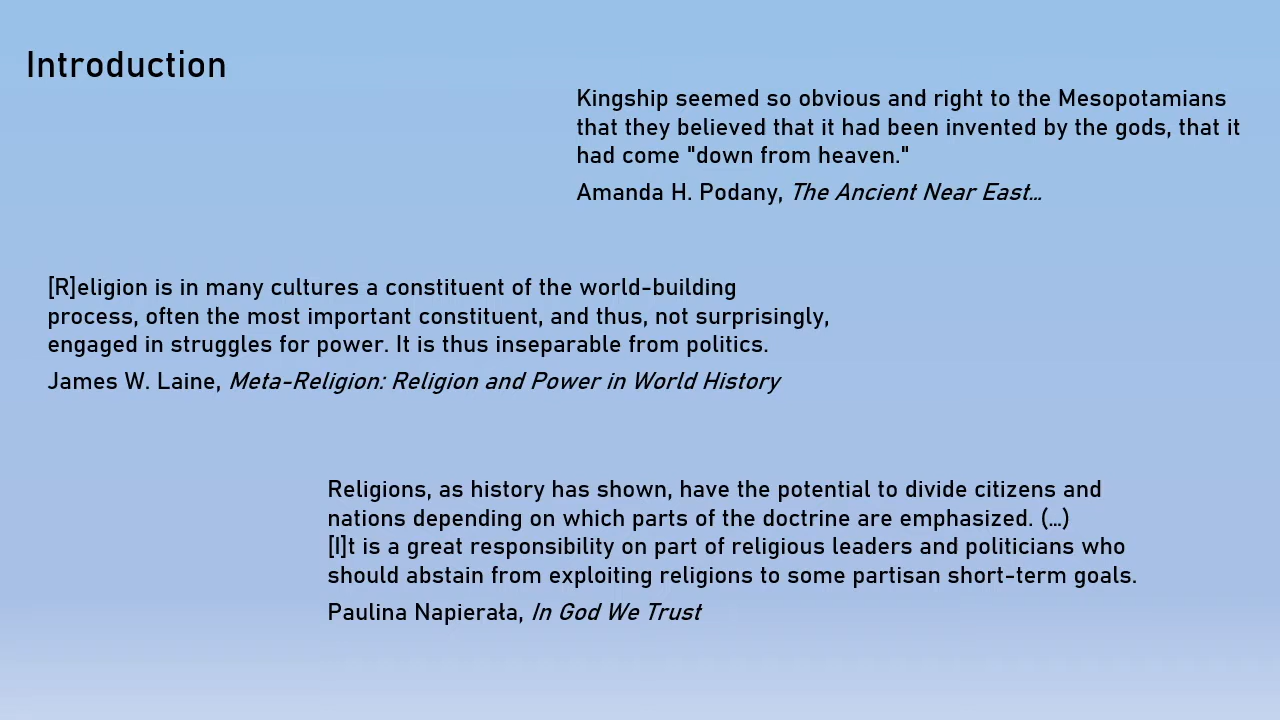 Introduction
Kingship seemed so obvious and right to the Mesopotamians
that they believed that it had been invented by the gods, that it
had come "down from heaven."
Amanda H. Podany, The Ancient Near East...
[R]eligion is in many cultures a constituent of the world-building
process, often the most important constituent, and thus, not surprisingly,
engaged in struggles for power. It is thus inseparable from politics.
James W. Laine, Meta-Religion: Religion and Power in World History
Religions, as history has shown, have the potential to divide citizens and
nations depending on which parts of the doctrine are emphasized. (...)
[I]t is a great responsibility on part of religious leaders and politicians who
should abstain from exploiting religions to some partisan short-term goals.
Paulina Napierała, In God We Trust